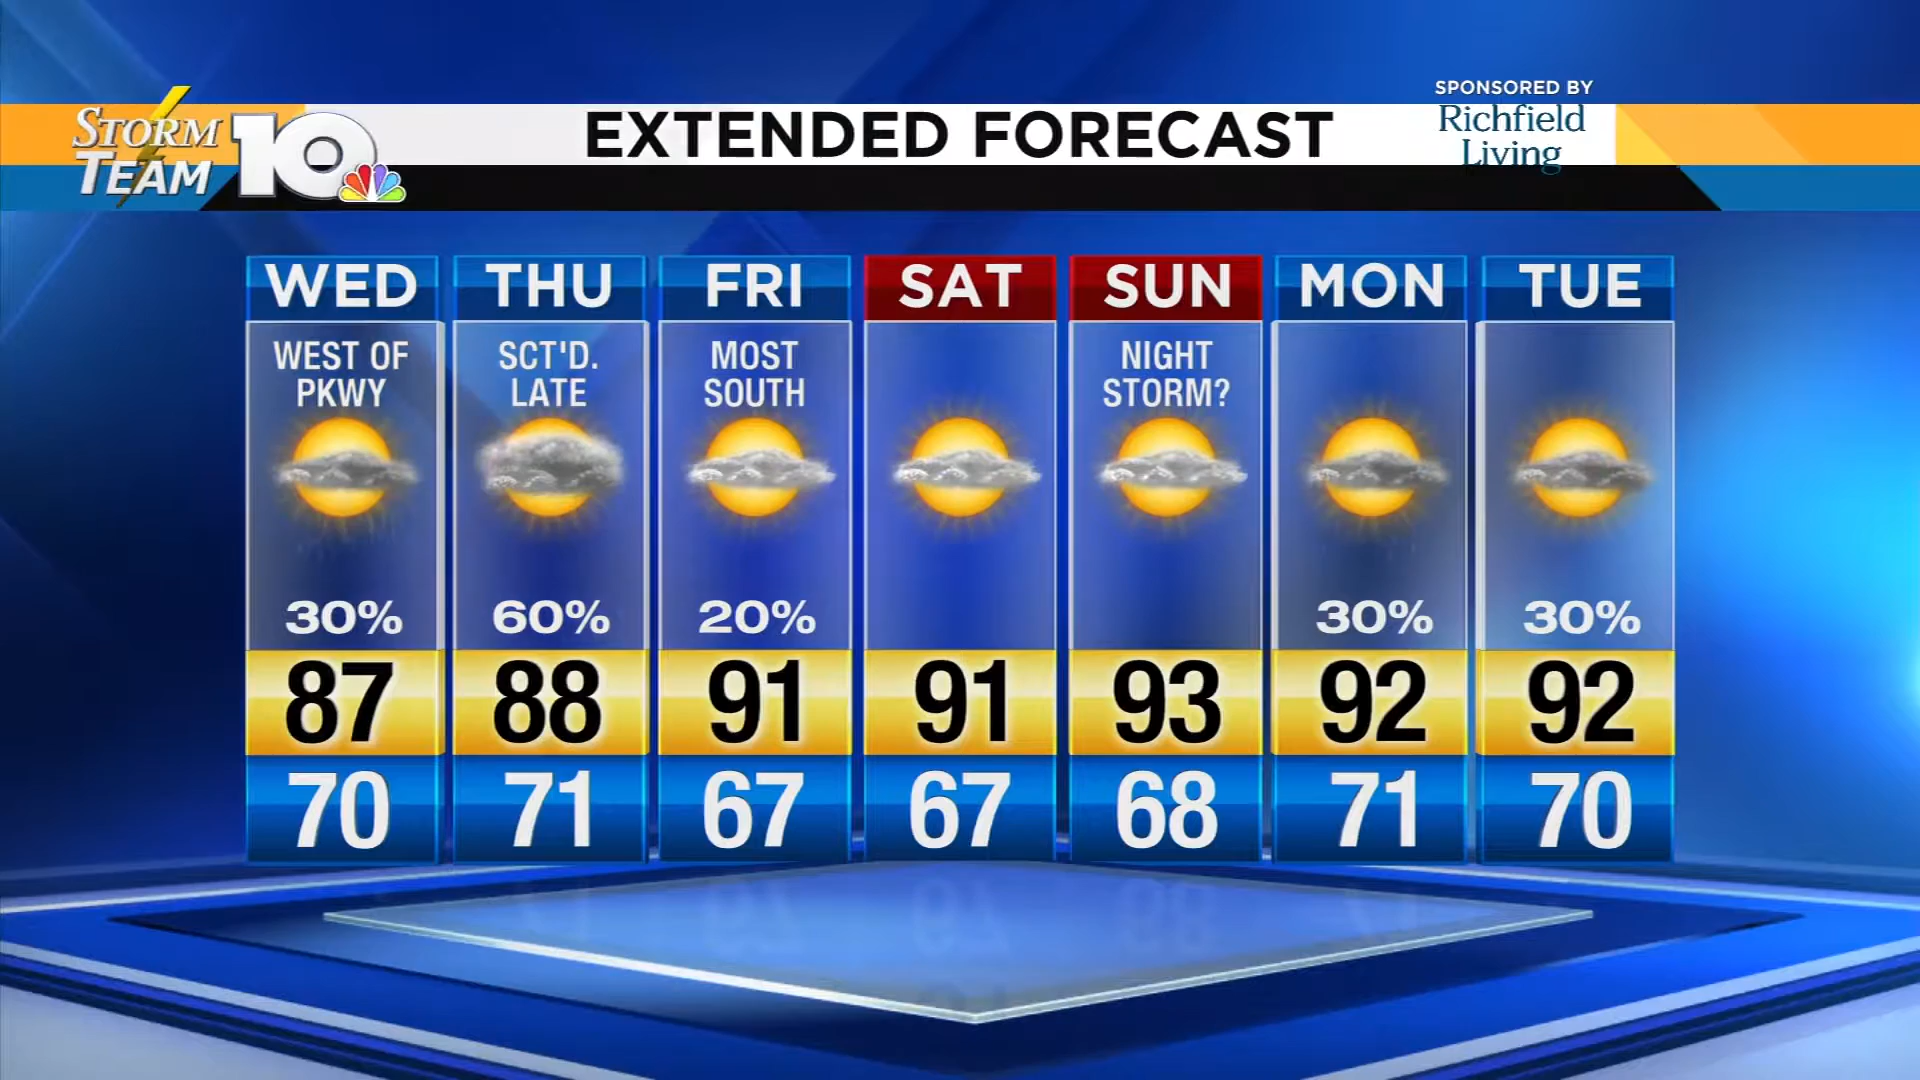 STORM
TEAM
10
EXTENDED FORECAST
SPONSORED BY
Richfield
Living
WED
WEST OF
PKWY
30%
87
70
THU
SCT'D.
LATE
60%
88
71
FRI
MOST
SOUTH
20%
91
67
SAT
91
67
SUN
NIGHT
STORM?
93
68
MON
30%
92
71
TUE
30%
92
70